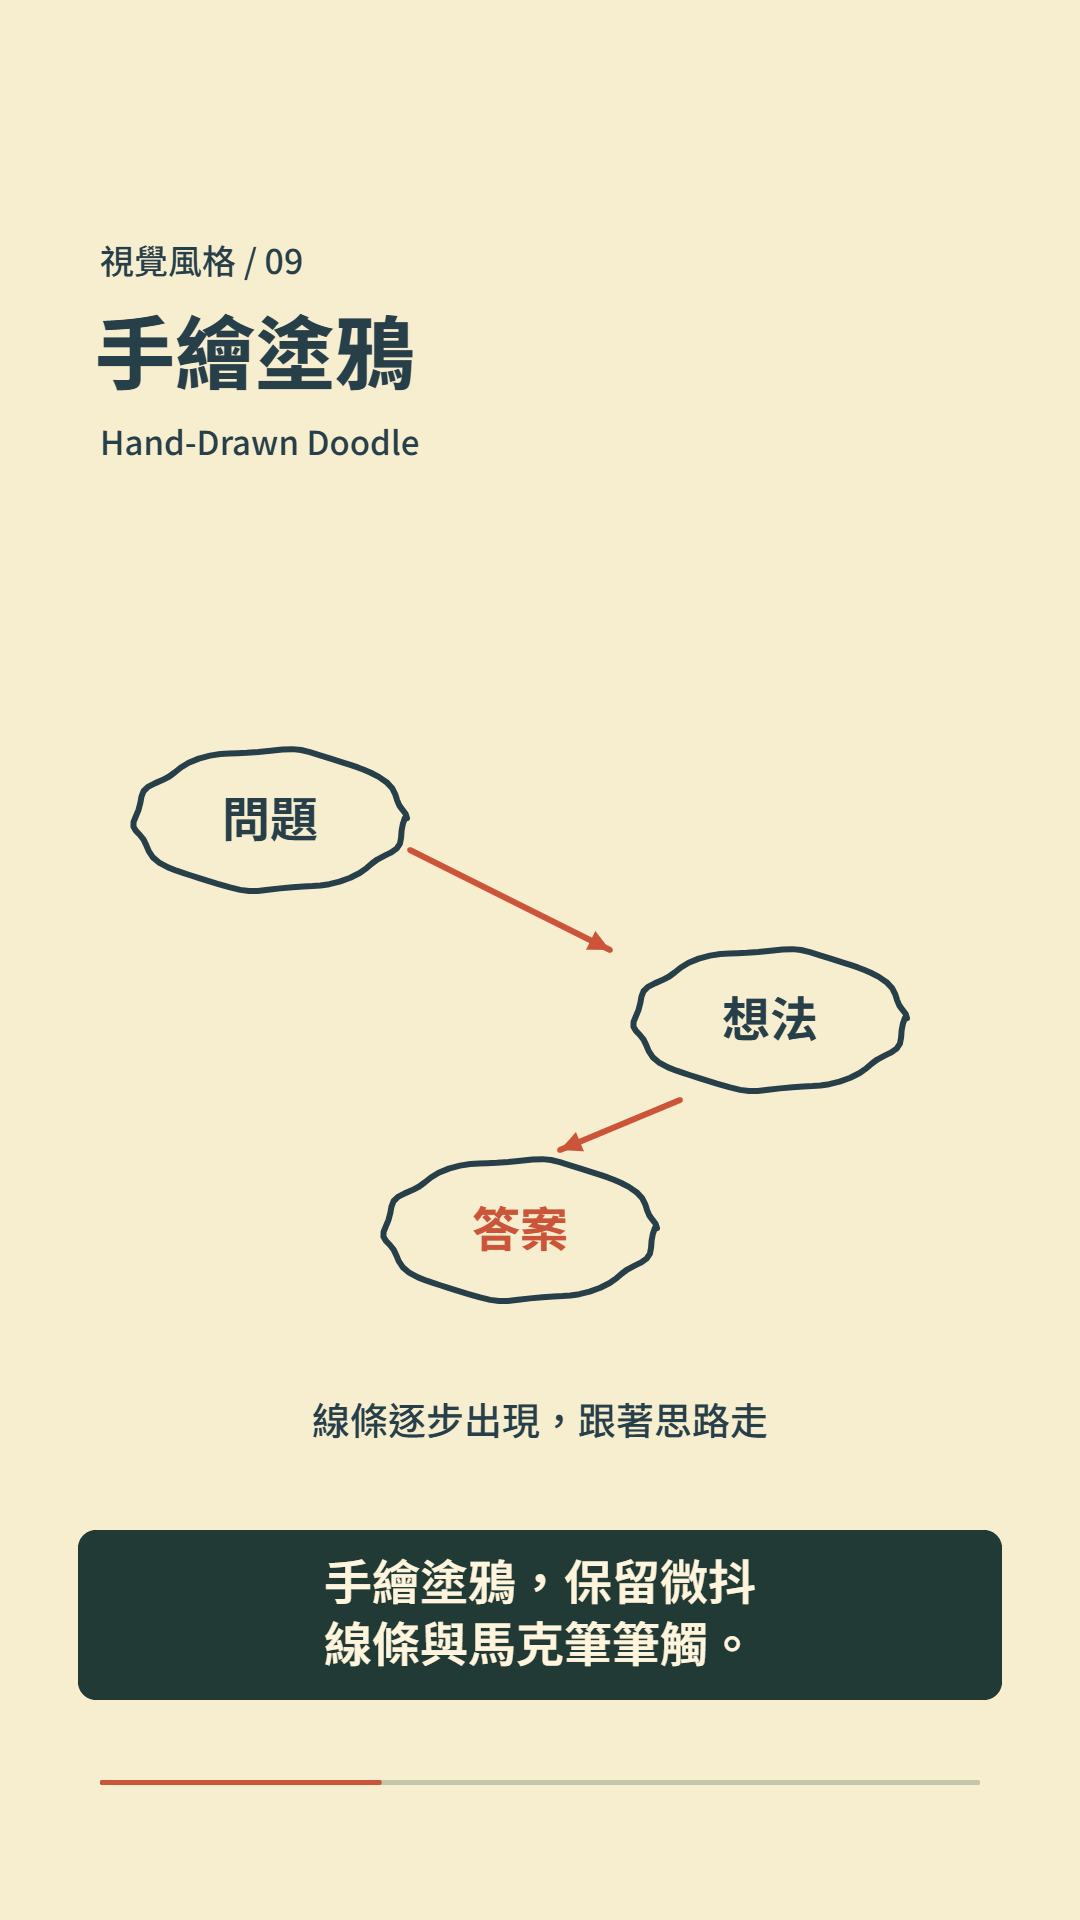 視覺風格 / 09
手繪塗鴉
Hand-Drawn Doodle
問題
想法
答案
線條逐步出現，跟著思路走
手繪塗鴉，保留微抖
線條與馬克筆筆觸。